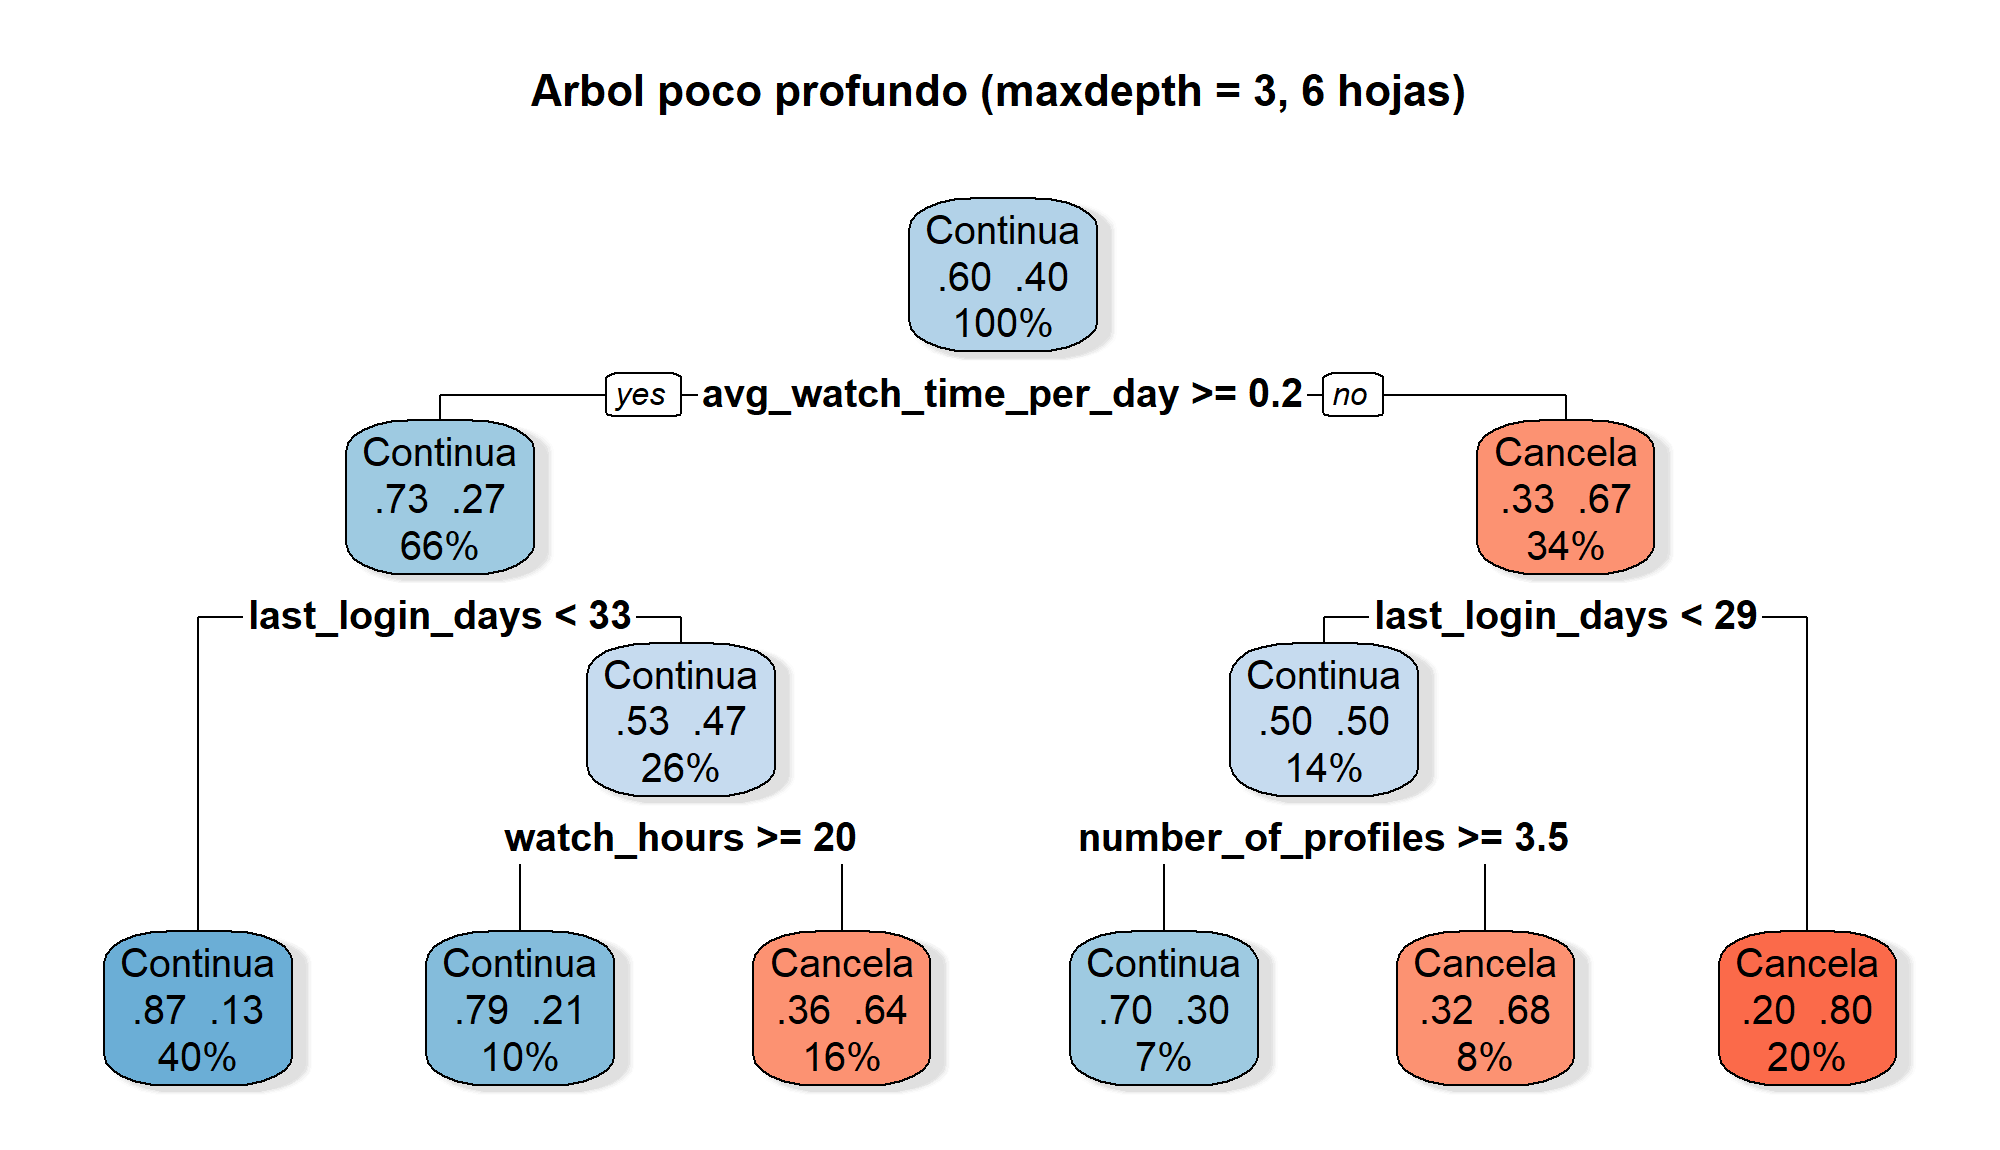 Arbol poco profundo (maxdepth = 3, 6 hojas)
Continua
.60 .40
100%
yes avg_watch_time_per_day >= 0.2 no
Continua
.73 .27
66%
Cancela
.33 .67
34%
last_login_days < 33
last_login_days < 29
Continua
.53 .47
26%
Continua
.50 .50
14%
watch_hours >= 20
number_of_profiles >= 3.5
Continua
.87 .13
40%
Continua
.79 .21
10%
Cancela
.36 .64
16%
Continua
.70 .30
7%
Cancela
.32 .68
8%
Cancela
.20 .80
20%